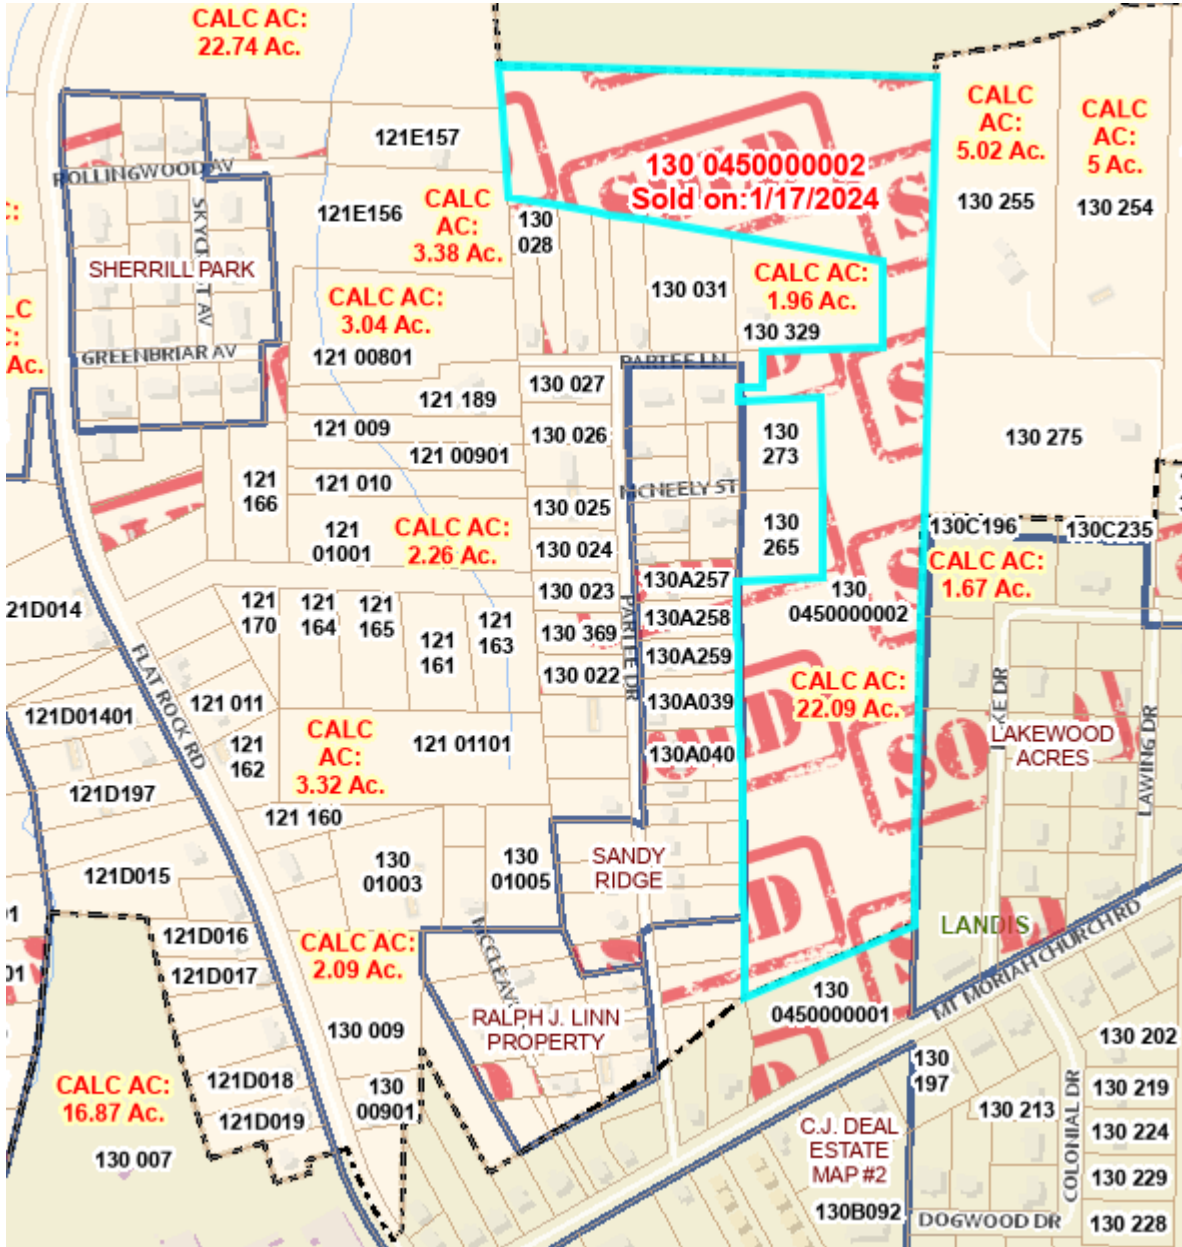 CALC AC:
22.74 Ac.
121E157
CALC
AC:
5.02 Ac.
CALC
AC:
5 Ac.
ROLLINGWOOD AV
130 0450000002
Sold on:1/17/2024
130 255
130 254
121E156
CALC
AC:
3.38 Ac.
130
028
SKYCREST AV
SHERRILL PARK
CALC AC:
1.96 Ac.
130 031
CALC AC:
3.04 Ac.
130 329
GREENBRIAR AV
121 00801
PARTEE LN
Ac.
130 027
121 189
121 009
130 026
130
273
130 275
121 00901
121
166
121 010
MCNEELY ST
130 025
121
01001
CALC AC:
2.26 Ac.
130 024
130
265
130C196
130C235
CALC AC:
1.67 Ac.
130A257
130 023
21D014
121
170
121
164
121
165
121
161
121
163
130 369
130A258
130
0450000002
PARTEE DR
130A259
130 022
FLAT ROCK RD
121 011
130A039
CALC AC:
22.09 Ac.
121D01401
121
162
CALC
AC:
3.32 Ac.
121 01101
130A040
LAKE DR
LAKEWOOD
ACRES
LAWING DR
121D197
121 160
121D015
130
01003
130
01005
SANDY
RIDGE
SOLD
SOLD
121D016
121D017
CALC AC:
2.09 Ac.
LANDIS
MT MORIAH CHURCH RD
130
0450000001
RALPH J. LINN
PROPERTY
130 009
130 202
CALC AC:
16.87 Ac.
121D018
121D019
130
00901
130
197
130 219
130 213
COLONIAL DR
130 224
130 007
C.J. DEAL
ESTATE
MAP #2
130 229
130B092
DOGWOOD DR
130 228